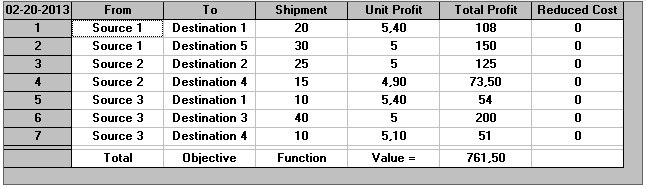 02-20-2013 From To Shipment Unit Profit Total Profit Reduced Cost
1 Source 1 Destination 1 20 5,40 108 0
2 Source 1 Destination 5 30 5 150 0
3 Source 2 Destination 2 25 5 125 0
4 Source 2 Destination 4 15 4,90 73,50 0
5 Source 3 Destination 1 10 5,40 54 0
6 Source 3 Destination 3 40 5 200 0
7 Source 3 Destination 4 10 5,10 51 0
Total Objective Function Value = 761,50